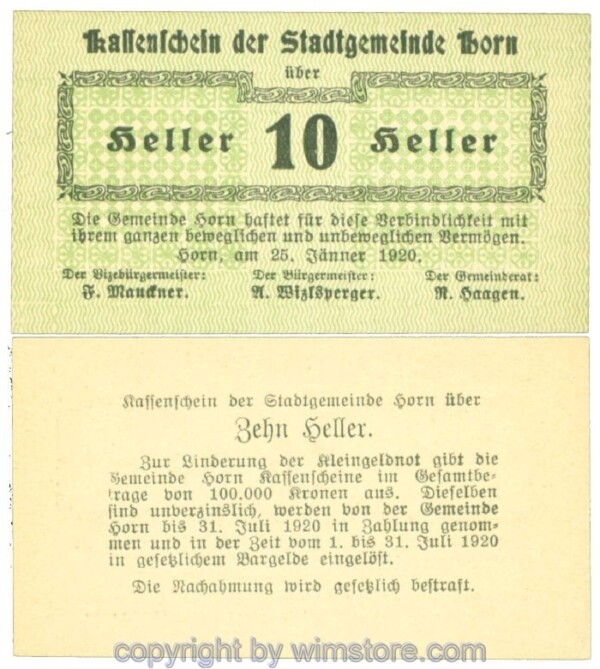 Kassenschein der Stadtgemeinde Horn
über
Heller 10 Heller
Die Gemeinde Horn haftet für diese Verbindlichkeit mit
ihrem ganzen beweglichen und unbeweglichen Vermögen.
Horn, am 25. Jänner 1920.
Der Vizebürgermeister: Der Bürgermeister: Der Gemeinderat:
F. Mauckner. A. Wizlsperger. R. Haagen.
Kassenschein der Stadtgemeinde Horn über
Zehn Heller.
Zur Linderung der Kleingeldnot gibt die
Gemeinde Horn Kassenscheine im Gesamtbe-
trage von 100.000 Kronen aus. Dieselben
sind unverzinslich, werden von der Gemeinde
Horn bis 31. Juli 1920 in Zahlung genom-
men und in der Zeit vom 1. bis 31. Juli 1920
in gesetzlichem Bargelde eingelöst.
Die Nachahmung wird gesetzlich bestraft.
copyright by wimstore.com